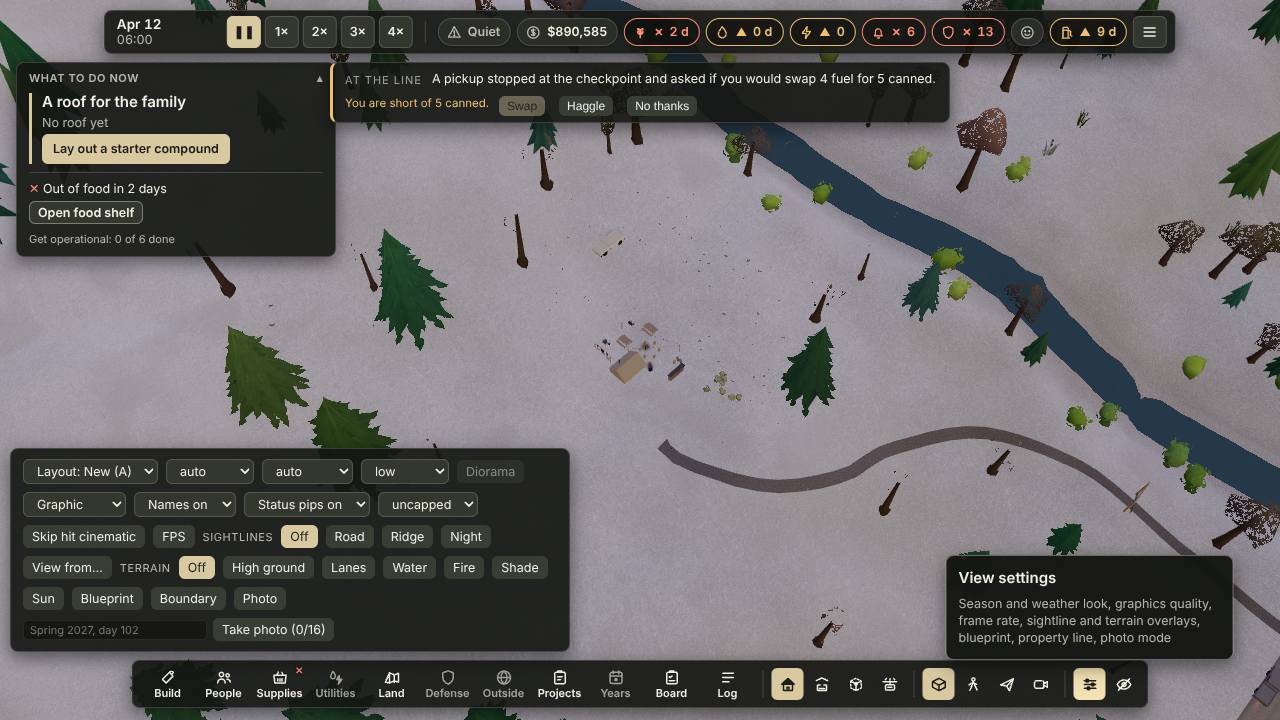 Apr 12
06:00
1×
2×
3×
4×
Quiet
$890,585
× 2 d
▲ 0 d
▲ 0
× 6
× 13
▲ 9 d
WHAT TO DO NOW
A roof for the family
No roof yet
Lay out a starter compound
× Out of food in 2 days
Open food shelf
Get operational: 0 of 6 done
AT THE LINE A pickup stopped at the checkpoint and asked if you would swap 4 fuel for 5 canned.
You are short of 5 canned. Swap Haggle No thanks
Layout: New (A) auto auto low Diorama
Graphic Names on Status pips on uncapped
Skip hit cinematic FPS SIGHTLINES Off Road Ridge Night
View from... TERRAIN Off High ground Lanes Water Fire Shade
Sun Blueprint Boundary Photo
Spring 2027, day 102 Take photo (0/16)
View settings
Season and weather look, graphics quality,
frame rate, sightline and terrain overlays,
blueprint, property line, photo mode
Build People Supplies Utilities Land Defense Outside Projects Years Board Log